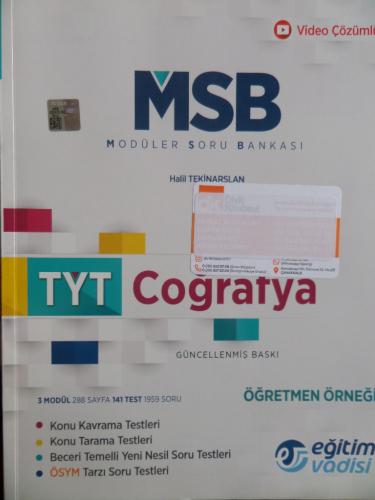 Video Çözümlü
MSB
MODÜLER SORU BANKASI
Halil TEKİNARSLAN
TYT Coğrafya
GÜNCELLENMİŞ BASKI
3 MODÜL 288 SAYFA 141 TEST 1959 SORU
ÖĞRETMEN ÖRNEĞİ
Konu Kavrama Testleri
Konu Tarama Testleri
Beceri Temelli Yeni Nesil Soru Testleri
ÖSYM Tarzı Soru Testleri
eğitim
vadisi